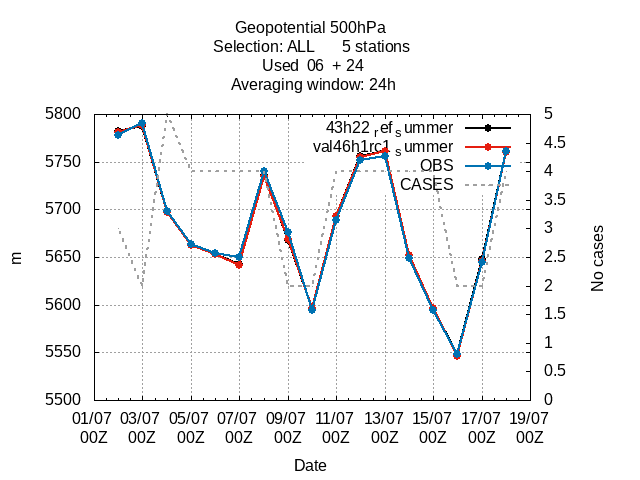 Geopotential 500hPa
Selection: ALL 5 stations
Used 06 + 24
Averaging window: 24h
43h22refsummer
val46h1rc1summer
OBS
CASES
5800
5750
5700
5650
5600
5550
5500
m
5
4.5
4
3.5
3
2.5
2
1.5
1
0.5
0
No cases
01/07 03/07 05/07 07/07 09/07 11/07 13/07 15/07 17/07 19/07
00Z 00Z 00Z 00Z 00Z 00Z 00Z 00Z 00Z 00Z
Date